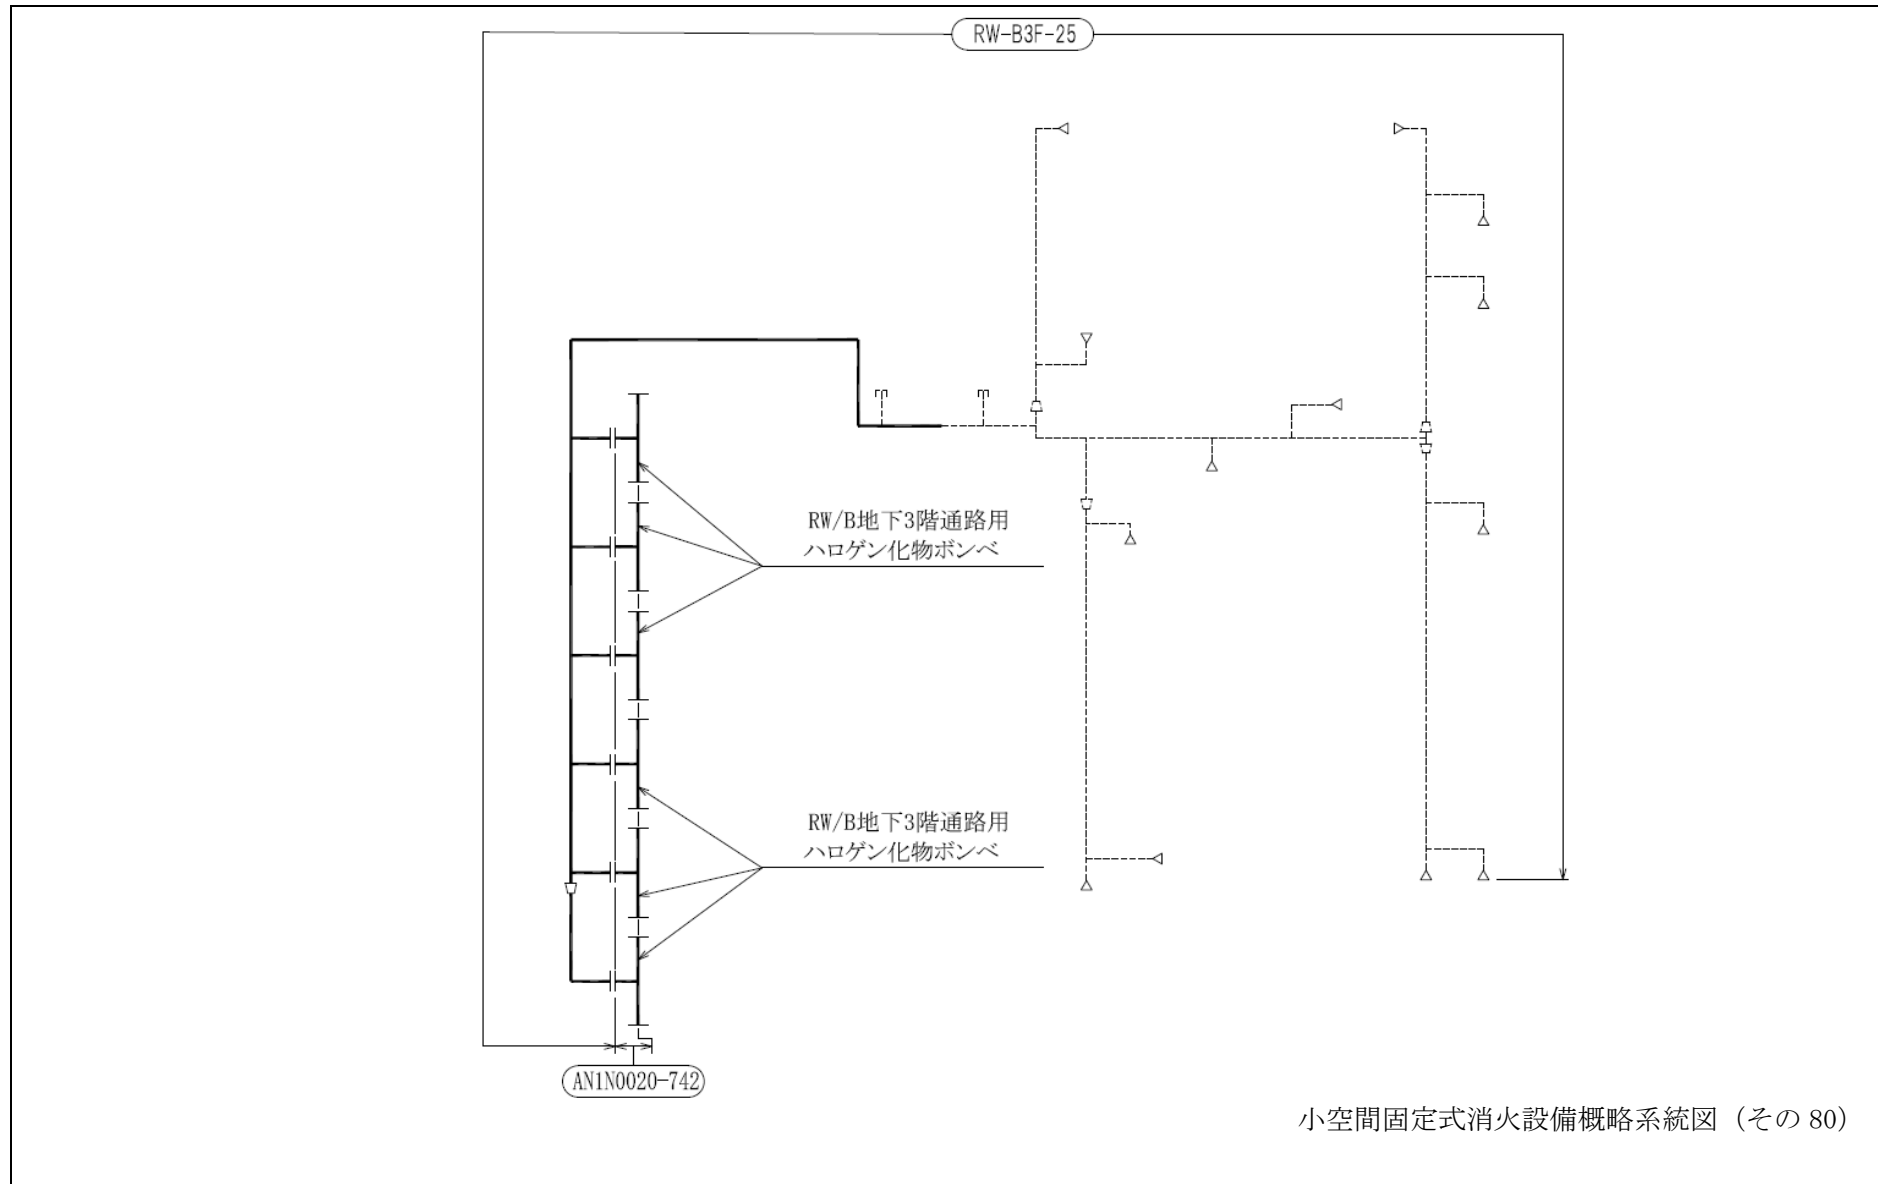 RW-B3F-25
RW/B地下3階通路用
ハロゲン化物ボンベ
RW/B地下3階通路用
ハロゲン化物ボンベ
AN1N0020-742
小空間固定式消火設備概略系統図（その 80）